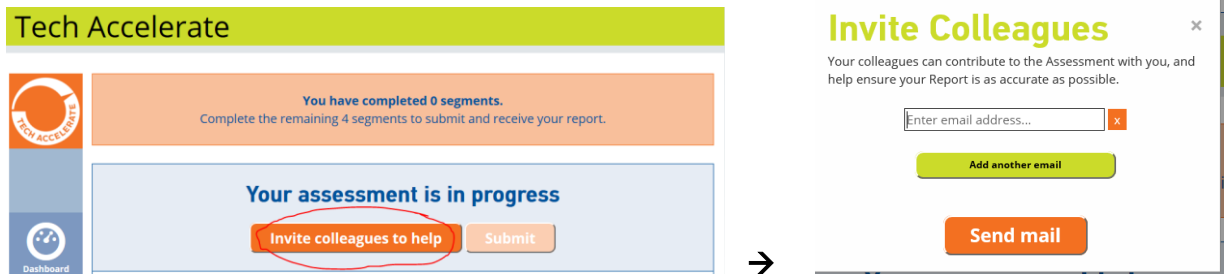 Tech Accelerate
TECH ACCELERATE
You have completed 0 segments.
Complete the remaining 4 segments to submit and receive your report.
Your assessment is in progress
Invite colleagues to help
Submit
Dashboard
→
Invite Colleagues
×
Your colleagues can contribute to the Assessment with you, and
help ensure your Report is as accurate as possible.
Enter email address...
x
Add another email
Send mail